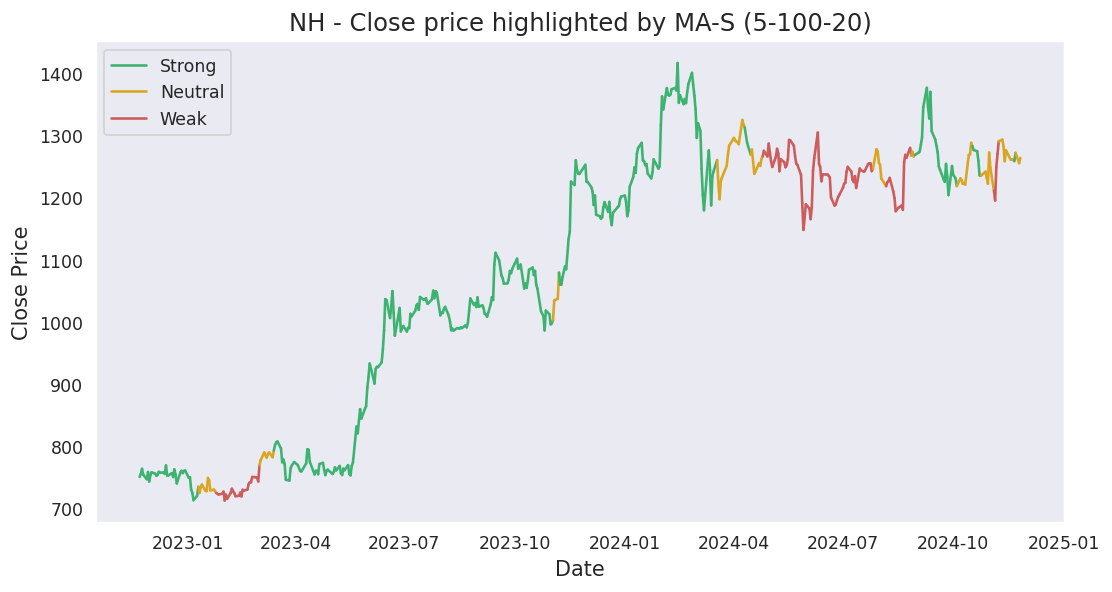 NH - Close price highlighted by MA-S (5-100-20)
Strong
Neutral
Weak
Close Price
1400
1300
1200
1100
1000
900
800
700
2023-01 2023-04 2023-07 2023-10 2024-01 2024-04 2024-07 2024-10 2025-01
Date